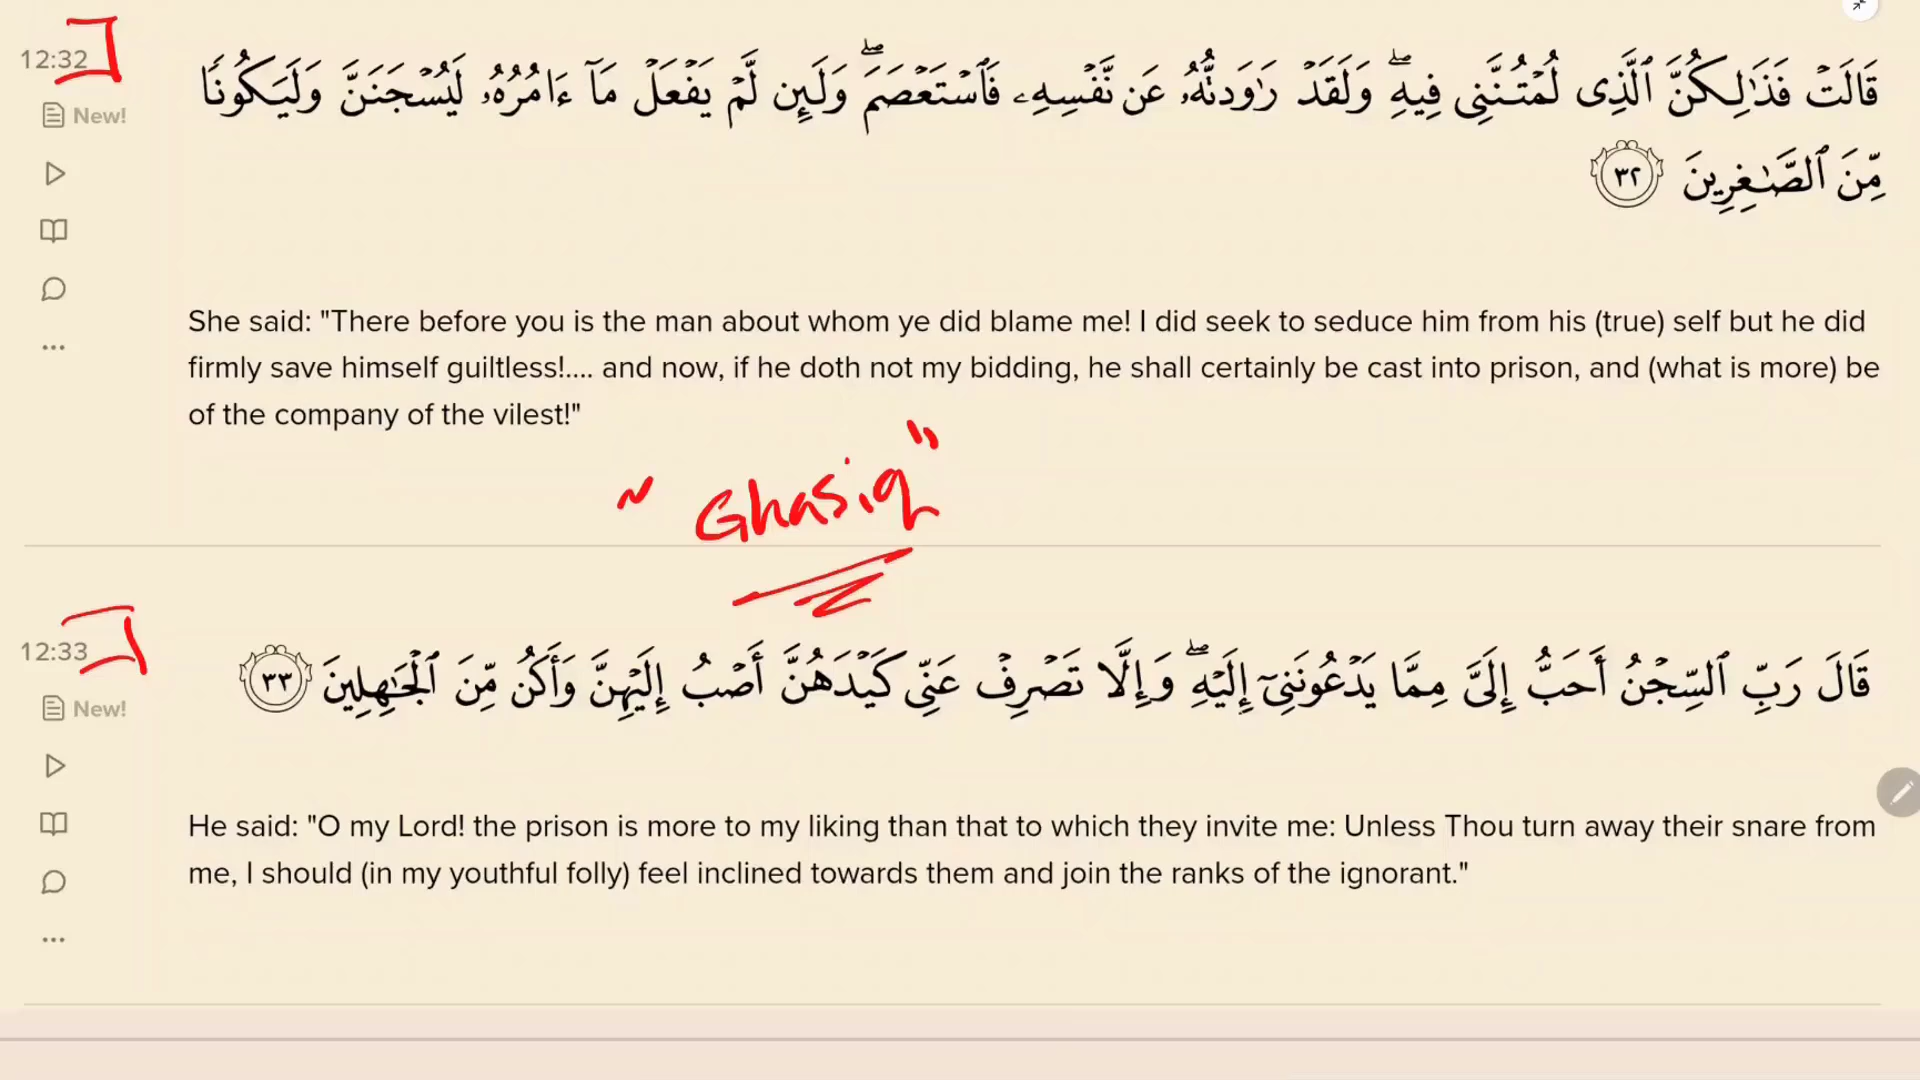 12:32
قَالَتْ فَذَٰلِكُنَّ ٱلَّذِى لُمْتُنَّنِى فِيهِ ۖ وَلَقَدْ رَٰوَدتُّهُۥ عَن نَّفْسِهِۦ فَٱسْتَعْصَمَ ۖ وَلَئِن لَّمْ يَفْعَلْ مَآ ءَامُرُهُۥ لَيُسْجَنَنَّ وَلَيَكُونًا
New!
مِّنَ ٱلصَّـٰغِرِينَ ٣٢
She said: "There before you is the man about whom ye did blame me! I did seek to seduce him from his (true) self but he did
firmly save himself guiltless!.... and now, if he doth not my bidding, he shall certainly be cast into prison, and (what is more) be
of the company of the vilest!"
"Ghasiq"
12:33
قَالَ رَبِّ ٱلسِّجْنُ أَحَبُّ إِلَىَّ مِمَّا يَدْعُونَنِىٓ إِلَيْهِ ۖ وَإِلَّا تَصْرِفْ عَنِّى كَيْدَهُنَّ أَصْبُ إِلَيْهِنَّ وَأَكُن مِّنَ ٱلْجَـٰهِلِينَ ٣٣
New!
He said: "O my Lord! the prison is more to my liking than that to which they invite me: Unless Thou turn away their snare from
me, I should (in my youthful folly) feel inclined towards them and join the ranks of the ignorant."